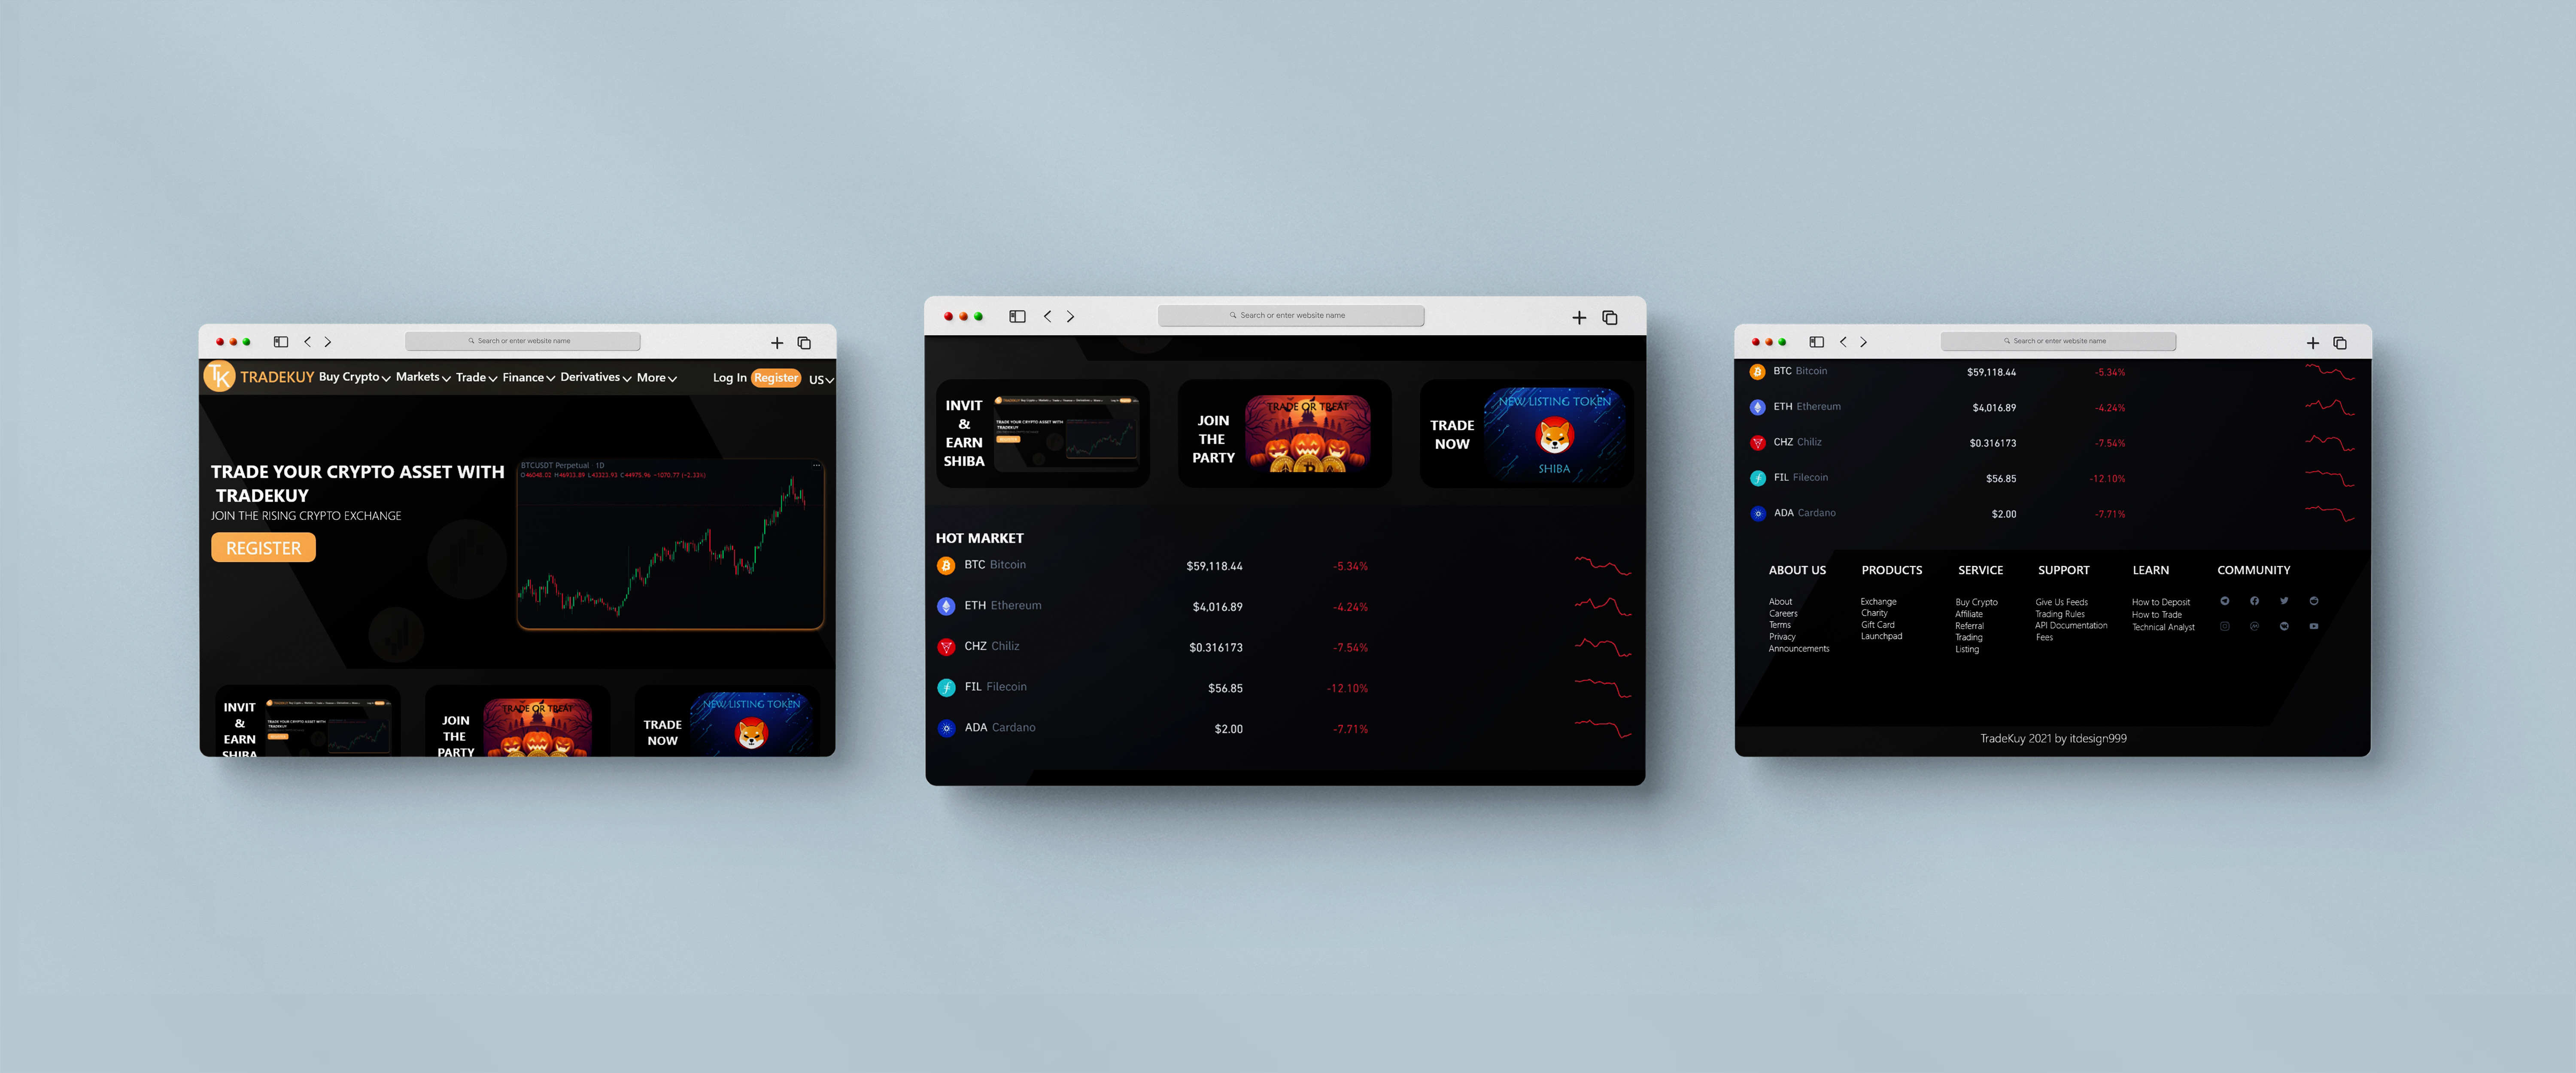 Search or enter website name
TK TRADEKUY Buy Crypto Markets Trade Finance Derivatives More Log In Register US
TRADE YOUR CRYPTO ASSET WITH
TRADEKUY
JOIN THE RISING CRYPTO EXCHANGE
REGISTER
BTCUSDT Perpetual · 1D
INVIT
&
EARN
SHIBA
JOIN
THE
PARTY
TRADE OR TREAT
TRADE
NOW
NEW LISTING TOKEN
Search or enter website name
INVIT
&
EARN
SHIBA
TRADE YOUR CRYPTO ASSET WITH
TRADEKUY
JOIN
THE
PARTY
TRADE OR TREAT
TRADE
NOW
NEW LISTING TOKEN
SHIBA
HOT MARKET
BTC Bitcoin $59,118.44 -5.34%
ETH Ethereum $4,016.89 -4.24%
CHZ Chiliz $0.316173 -7.54%
FIL Filecoin $56.85 -12.10%
ADA Cardano $2.00 -7.71%
Search or enter website name
BTC Bitcoin $59,118.44 -5.34%
ETH Ethereum $4,016.89 -4.24%
CHZ Chiliz $0.316173 -7.54%
FIL Filecoin $56.85 -12.10%
ADA Cardano $2.00 -7.71%
ABOUT US
About
Careers
Terms
Privacy
Announcements
PRODUCTS
Exchange
Charity
Gift Card
Launchpad
SERVICE
Buy Crypto
Affiliate
Referral
Trading
Listing
SUPPORT
Give Us Feeds
Trading Rules
API Documentation
Fees
LEARN
How to Deposit
How to Trade
Technical Analyst
COMMUNITY
TradeKuy 2021 by itdesign999